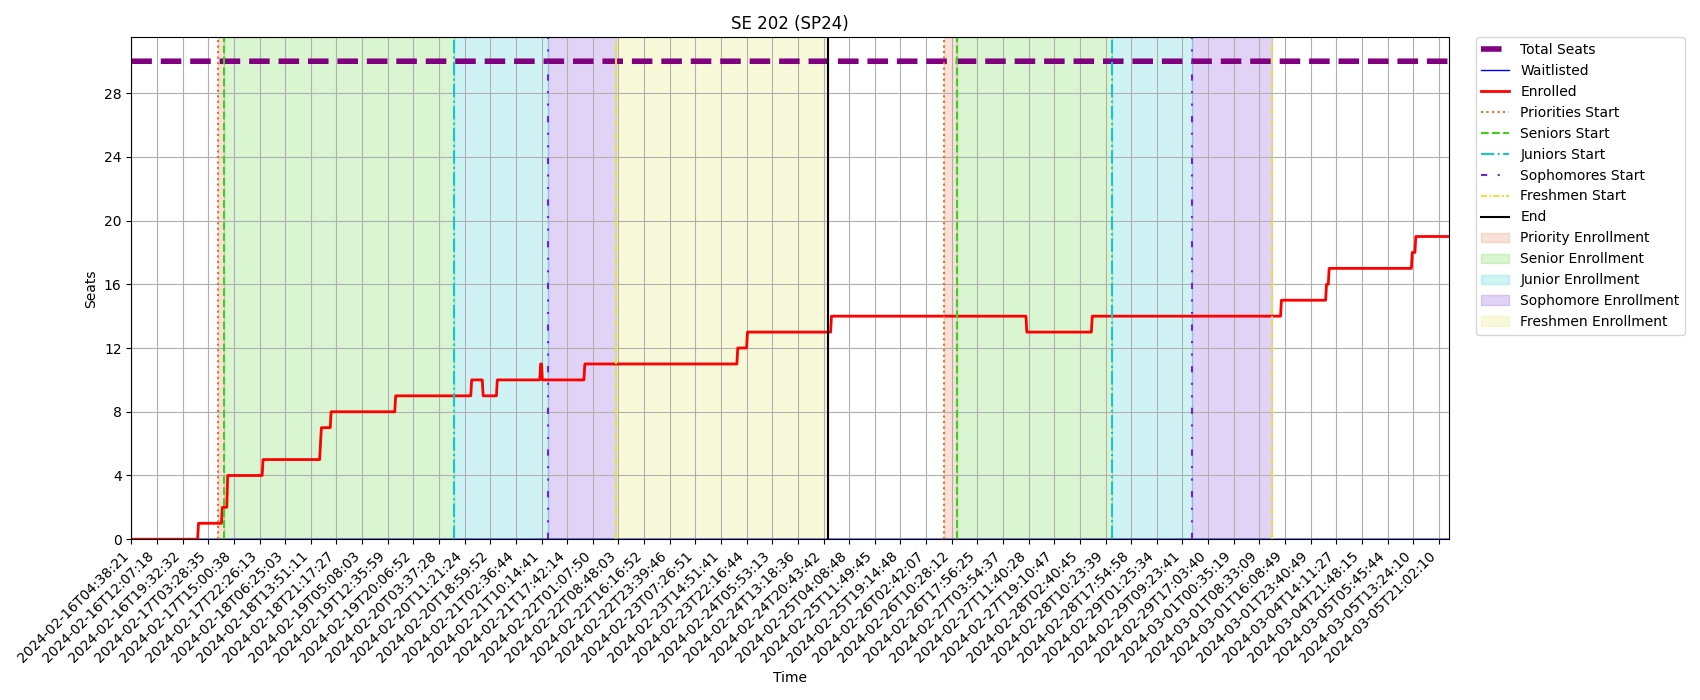 SE 202 (SP24)
Seats
28
24
20
16
12
8
4
0
2024-02-16T04:38:21
2024-02-16T12:07:18
2024-02-16T19:32:32
2024-02-17T03:28:35
2024-02-17T15:00:38
2024-02-17T22:26:13
2024-02-18T06:25:03
2024-02-18T13:51:11
2024-02-18T21:17:27
2024-02-19T05:08:03
2024-02-19T12:35:59
2024-02-19T20:06:52
2024-02-20T03:37:28
2024-02-20T11:21:24
2024-02-20T18:59:52
2024-02-21T02:36:44
2024-02-21T10:14:41
2024-02-21T17:42:14
2024-02-22T01:07:50
2024-02-22T08:48:03
2024-02-22T16:16:52
2024-02-22T23:39:46
2024-02-23T07:26:51
2024-02-23T14:51:41
2024-02-23T22:16:44
2024-02-24T05:53:13
2024-02-24T13:18:36
2024-02-24T20:43:42
2024-02-25T04:08:48
2024-02-25T11:49:45
2024-02-25T19:14:48
2024-02-26T02:42:07
2024-02-26T10:28:12
2024-02-26T17:56:25
2024-02-27T03:54:37
2024-02-27T11:40:28
2024-02-27T19:10:47
2024-02-28T02:40:45
2024-02-28T10:23:39
2024-02-28T17:54:58
2024-02-29T01:25:34
2024-02-29T09:23:41
2024-02-29T17:03:40
2024-03-01T00:35:19
2024-03-01T08:33:09
2024-03-01T16:08:49
2024-03-01T23:40:49
2024-03-04T14:11:27
2024-03-04T21:48:15
2024-03-05T05:45:44
2024-03-05T13:24:10
2024-03-05T21:02:10
Time
Total Seats
Waitlisted
Enrolled
Priorities Start
Seniors Start
Juniors Start
Sophomores Start
Freshmen Start
End
Priority Enrollment
Senior Enrollment
Junior Enrollment
Sophomore Enrollment
Freshmen Enrollment